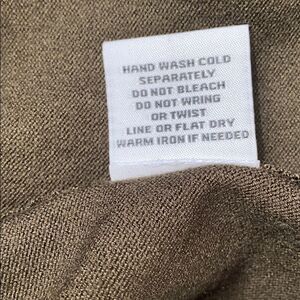 HAND WASH COLD
SEPARATELY
DO NOT BLEACH
DO NOT WRING
OR TWIST
LINE OR FLAT DRY
WARM IRON IF NEEDED